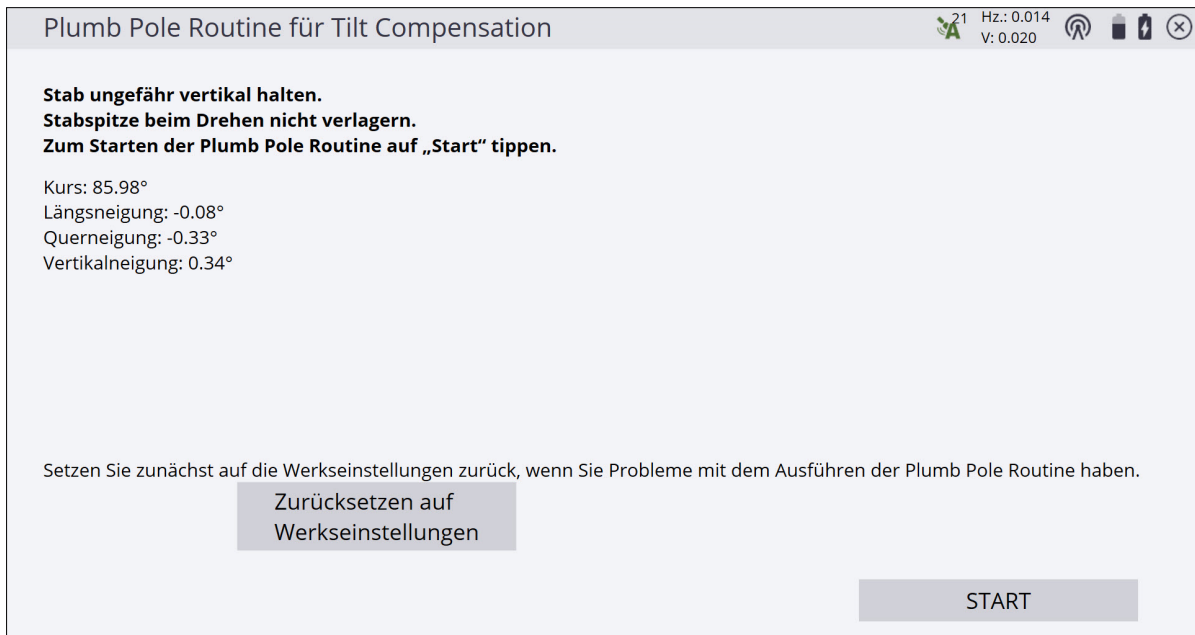 Plumb Pole Routine für Tilt Compensation
21
Hz.: 0.014
V: 0.020
Stab ungefähr vertikal halten.
Stabspitze beim Drehen nicht verlagern.
Zum Starten der Plumb Pole Routine auf „Start“ tippen.
Kurs: 85.98°
Längsneigung: -0.08°
Querneigung: -0.33°
Vertikalneigung: 0.34°
Setzen Sie zunächst auf die Werkseinstellungen zurück, wenn Sie Probleme mit dem Ausführen der Plumb Pole Routine haben.
Zurücksetzen auf
Werkseinstellungen
START